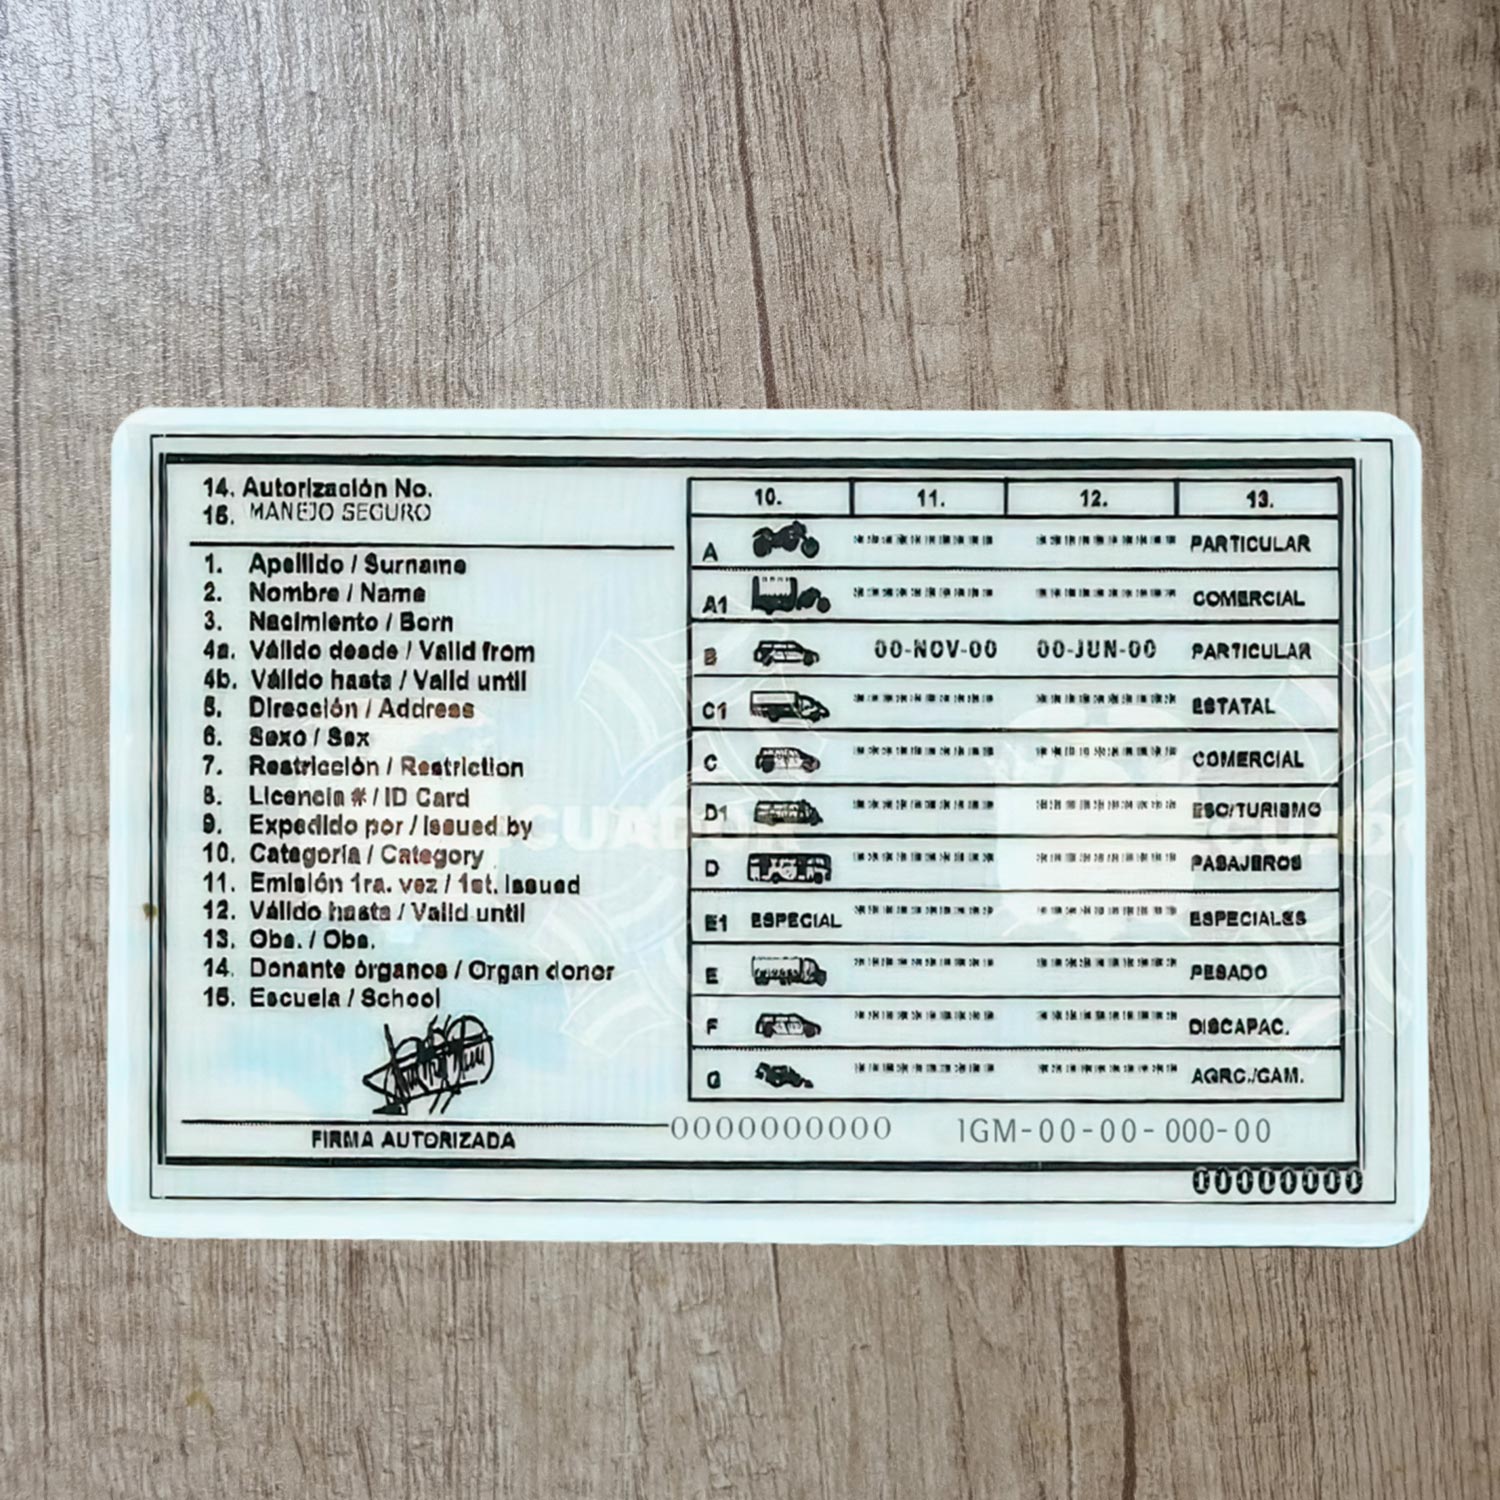 14. Autorización No.
15. MANEJO SEGURO
1. Apellido / Surname
2. Nombre / Name
3. Nacimiento / Born
4a. Válido desde / Valid from
4b. Válido hasta / Valid until
5. Dirección / Address
6. Sexo / Sex
7. Restricción / Restriction
8. Licencia # / ID Card
9. Expedido por / Issued by
10. Categoría / Category
11. Emisión 1ra. vez / 1st. Issued
12. Válido hasta / Valid until
13. Obs. / Obs.
14. Donante órganos / Organ donor
15. Escuela / School
FIRMA AUTORIZADA
10. 11. 12. 13.
A ********** ********** PARTICULAR
A1 ********** ********** COMERCIAL
B 00-NOV-00 00-JUN-00 PARTICULAR
C1 ********** ********** ESTATAL
C ********** ********** COMERCIAL
D1 ********** ********** ESC/TURISMO
D ********** ********** PASAJEROS
E1 ESPECIAL ********** ********** ESPECIALES
E ********** ********** PESADO
F ********** ********** DISCAPAC.
G ********** ********** AGRC./CAM.
0000000000 IGM-00-00-000-00
00000000
ECUADOR
ECUADO